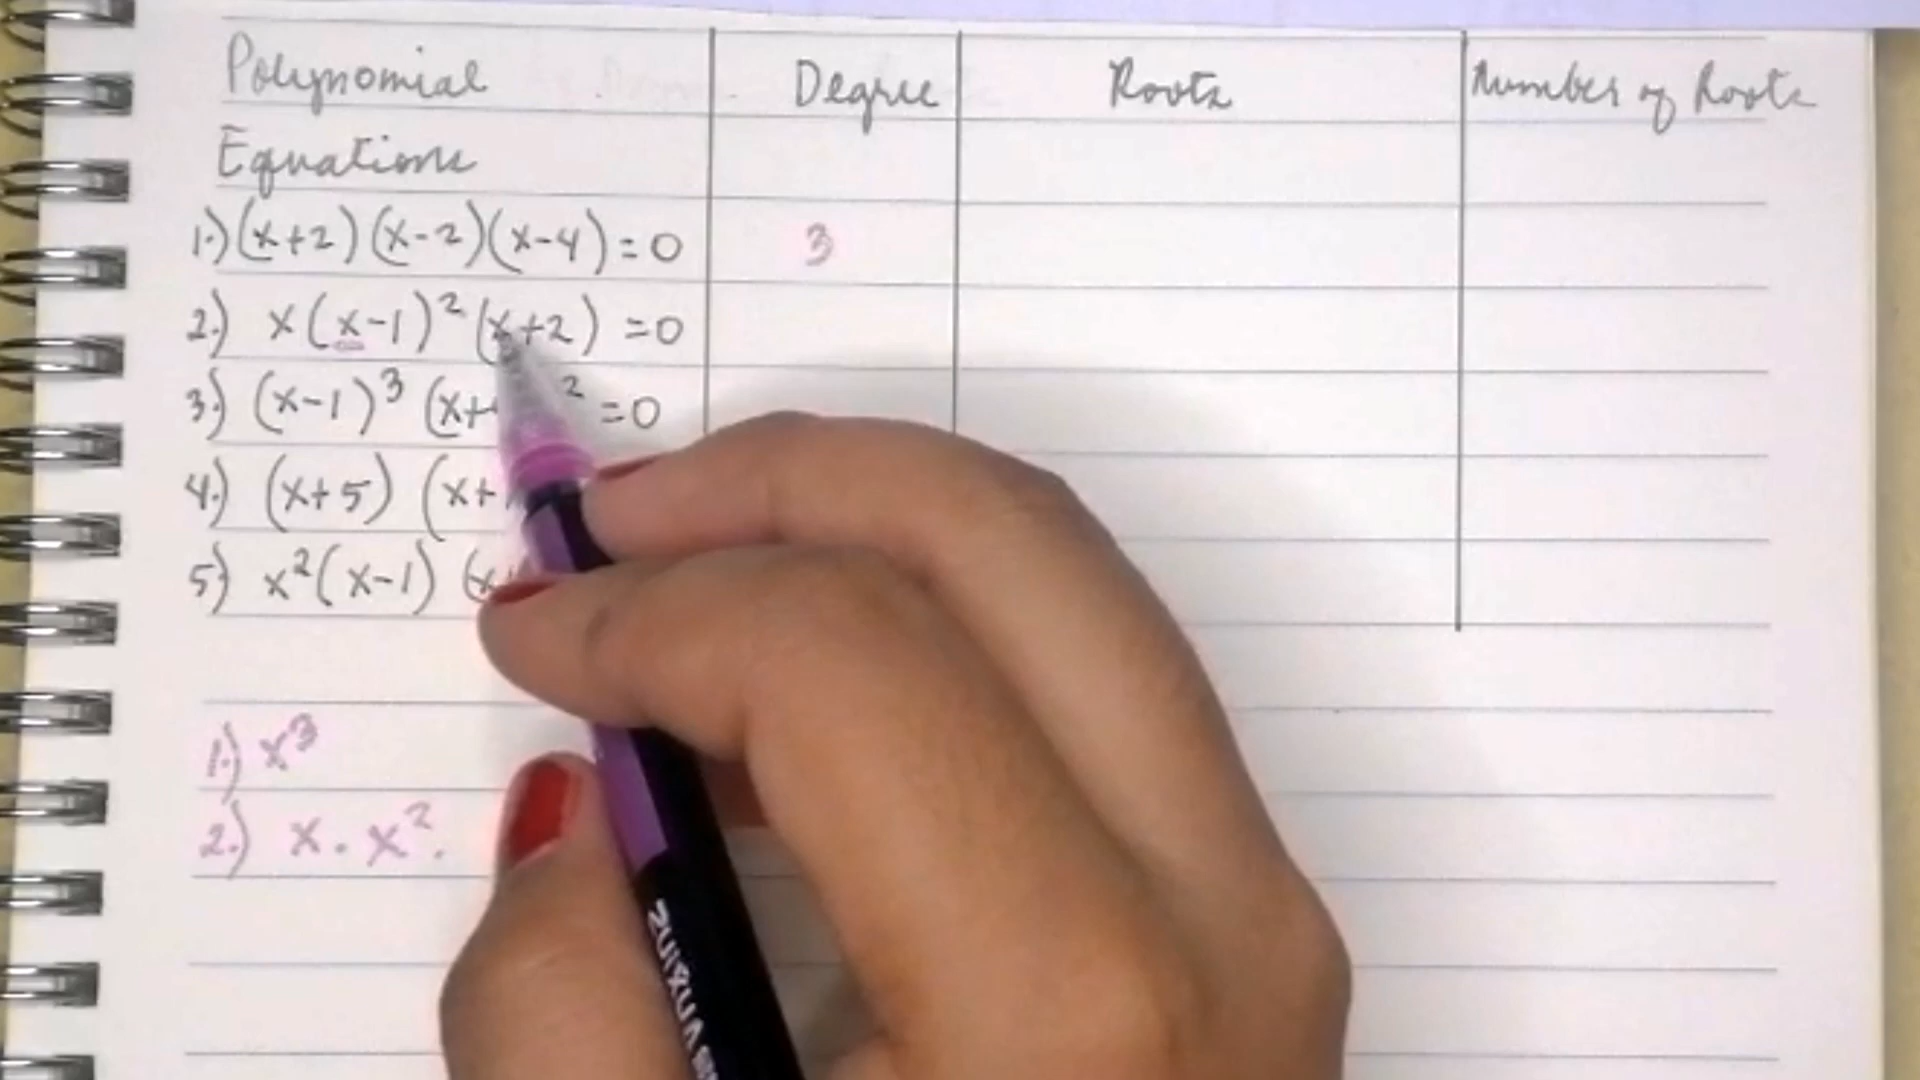 Polynomial Degree Roots Number of Roots
Equations
1.) (x+2)(x-2)(x-4)=0 3
2.) x(x-1)²(x+2)=0
3.) (x-1)³(x+ ² =0
4.) (x+5) (x+
5.) x²(x-1) (x
1.) x³
2.) x · x² ·